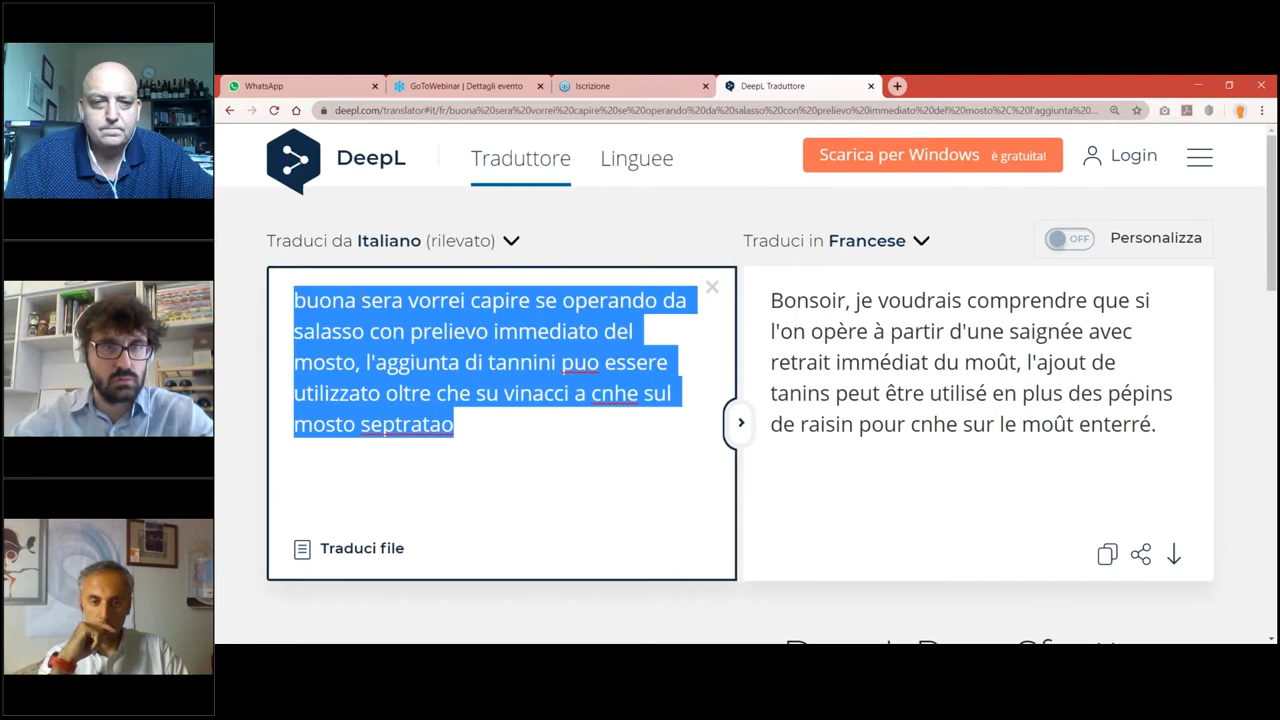 WhatsApp
GoToWebinar | Dettagli evento
Iscrizione
DeepL Traduttore
deepl.com/translator#it/fr/buona%20sera%20vorrei%20capire%20se%20operando%20da%20salasso%20con%20prelievo%20immediato%20del%20mosto%2C%20l'aggiunta%20...
DeepL
Traduttore
Linguee
Scarica per Windows è gratuita!
Login
Traduci da Italiano (rilevato)
Traduci in Francese
OFF
Personalizza
buona sera vorrei capire se operando da
salasso con prelievo immediato del
mosto, l'aggiunta di tannini puo essere
utilizzato oltre che su vinacci a cnhe sul
mosto septratao
Traduci file
Bonsoir, je voudrais comprendre que si
l'on opère à partir d'une saignée avec
retrait immédiat du moût, l'ajout de
tanins peut être utilisé en plus des pépins
de raisin pour cnhe sur le moût enterré.